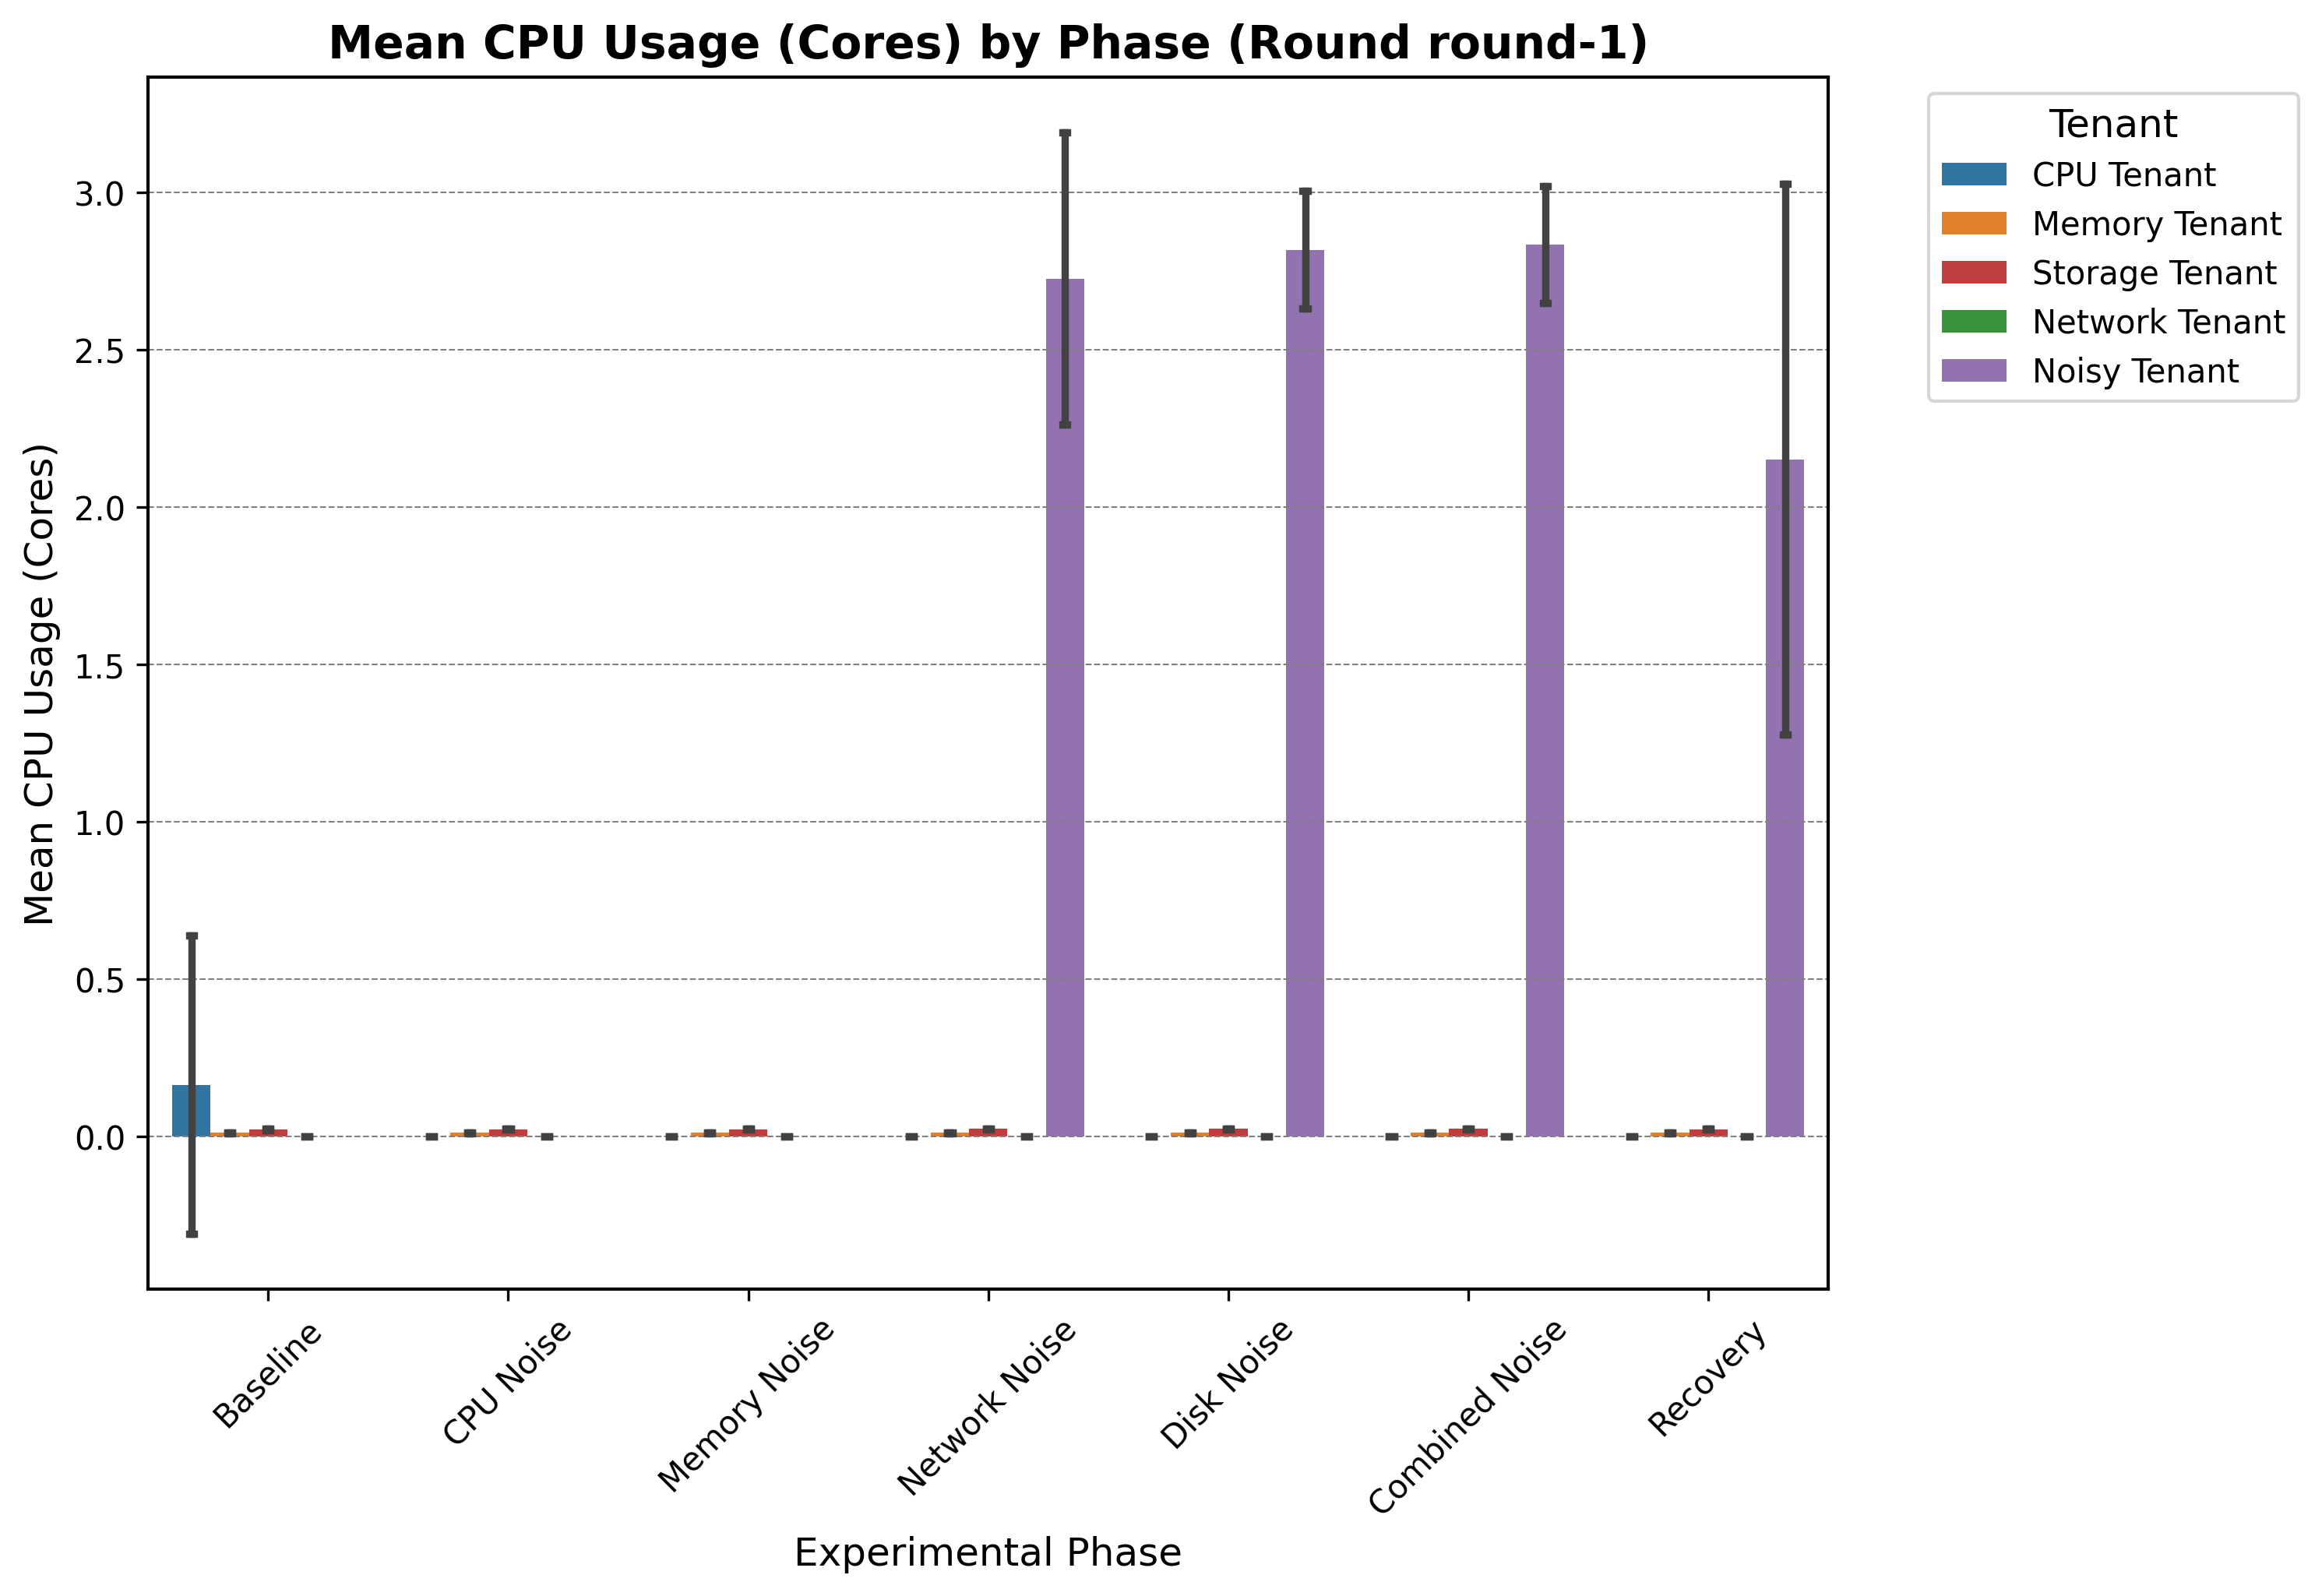 Mean CPU Usage (Cores) by Phase (Round round-1)
Tenant
CPU Tenant
Memory Tenant
Storage Tenant
Network Tenant
Noisy Tenant
Mean CPU Usage (Cores)
3.0
2.5
2.0
1.5
1.0
0.5
0.0
Baseline
CPU Noise
Memory Noise
Network Noise
Disk Noise
Combined Noise
Recovery
Experimental Phase